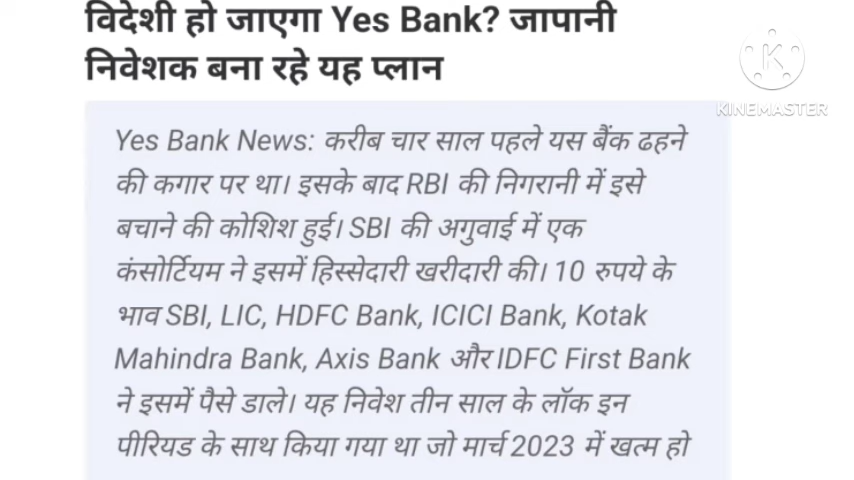 विदेशी हो जाएगा Yes Bank? जापानी
निवेशक बना रहे यह प्लान
KINEMASTER
Yes Bank News: करीब चार साल पहले यस बैंक ढहने
की कगार पर था। इसके बाद RBI की निगरानी में इसे
बचाने की कोशिश हुई। SBI की अगुवाई में एक
कंसोर्टियम ने इसमें हिस्सेदारी खरीदारी की। 10 रुपये के
भाव SBI, LIC, HDFC Bank, ICICI Bank, Kotak
Mahindra Bank, Axis Bank और IDFC First Bank
ने इसमें पैसे डाले। यह निवेश तीन साल के लॉक इन
पीरियड के साथ किया गया था जो मार्च 2023 में खत्म हो